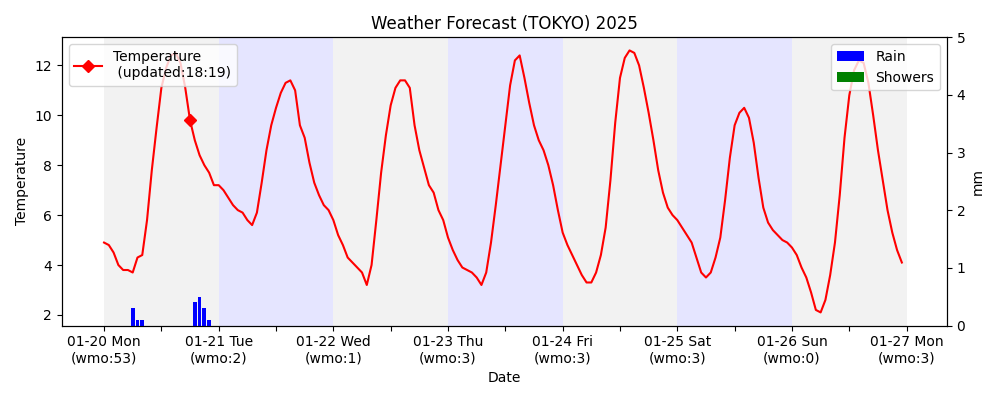 Weather Forecast (TOKYO) 2025
Temperature
(updated:18:19)
Rain
Showers
Temperature
12
10
8
6
4
2
5
4
3
2
1
0
mm
01-20 Mon
(wmo:53)
01-21 Tue
(wmo:2)
01-22 Wed
(wmo:1)
01-23 Thu
(wmo:3)
01-24 Fri
(wmo:3)
01-25 Sat
(wmo:3)
01-26 Sun
(wmo:0)
01-27 Mon
(wmo:3)
Date